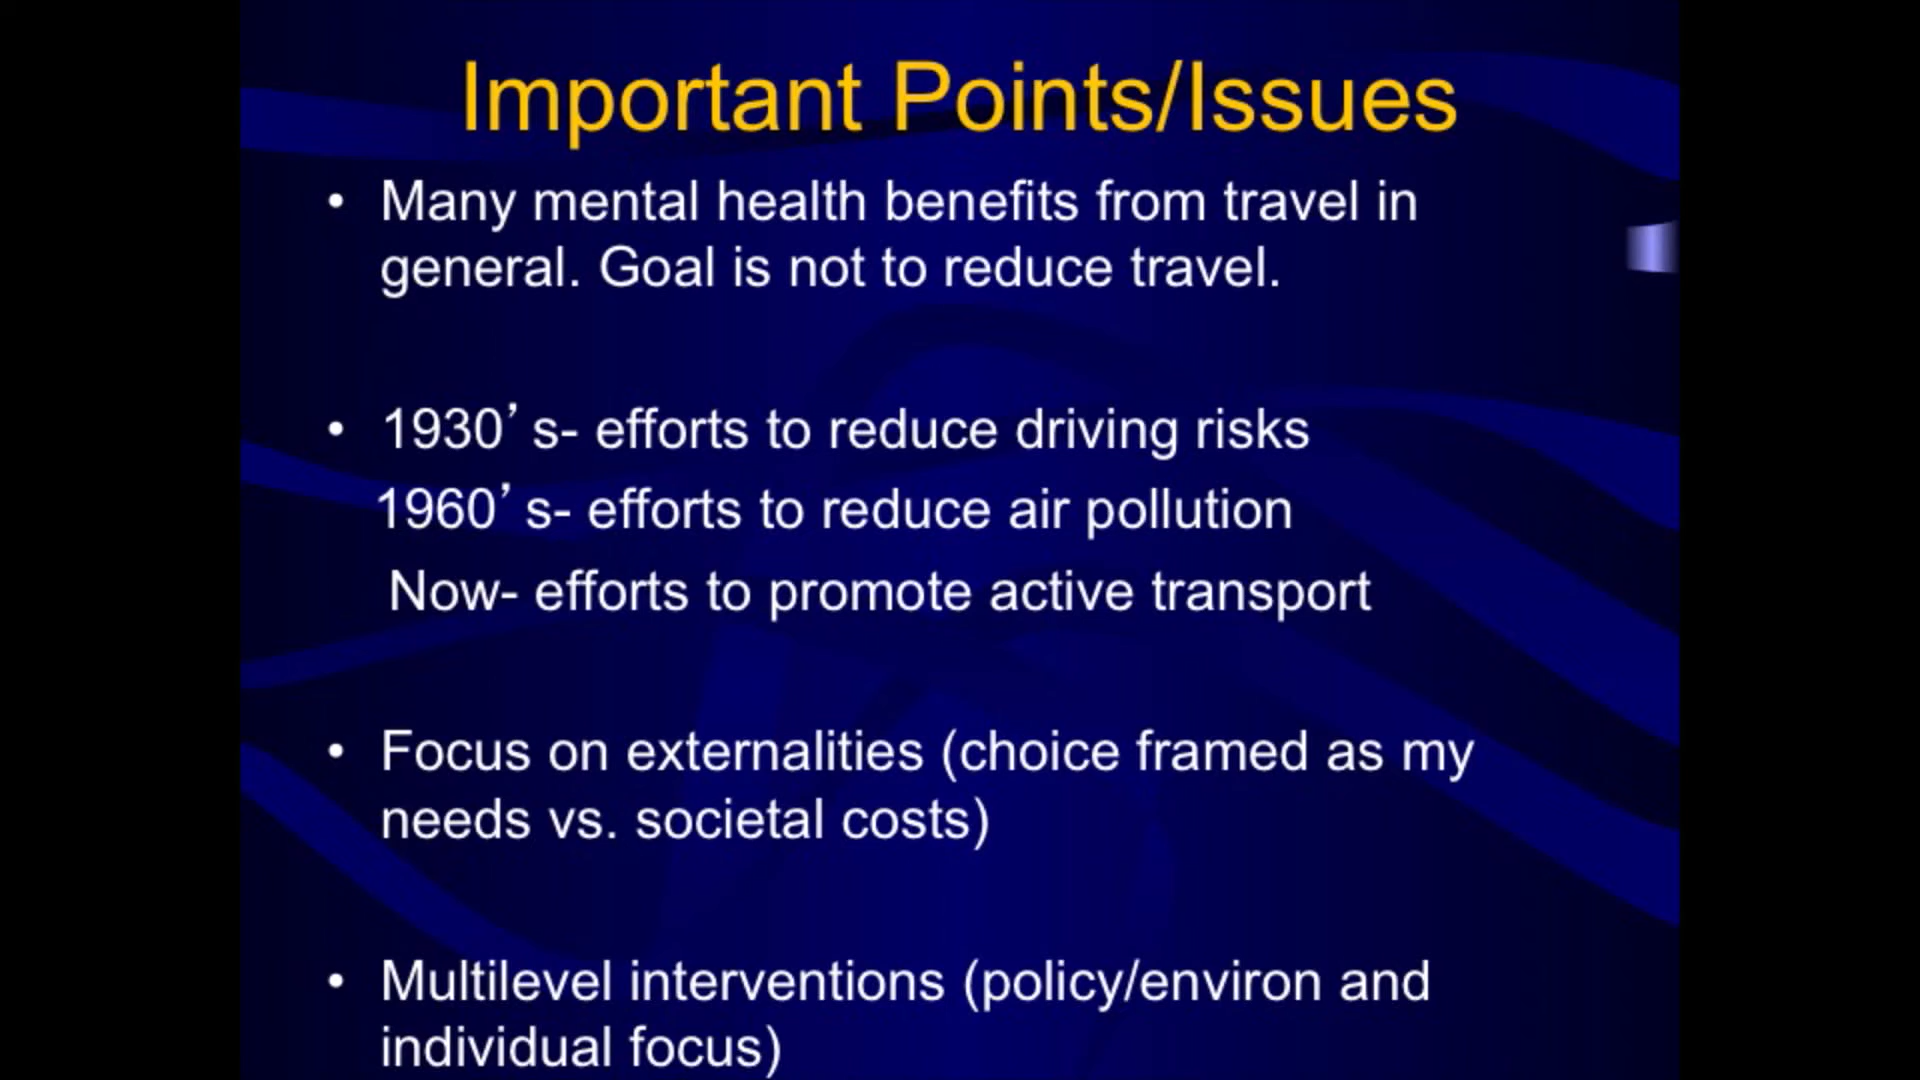 Important Points/Issues
• Many mental health benefits from travel in
general. Goal is not to reduce travel.
• 1930’s- efforts to reduce driving risks
1960’s- efforts to reduce air pollution
Now- efforts to promote active transport
• Focus on externalities (choice framed as my
needs vs. societal costs)
• Multilevel interventions (policy/environ and
individual focus)